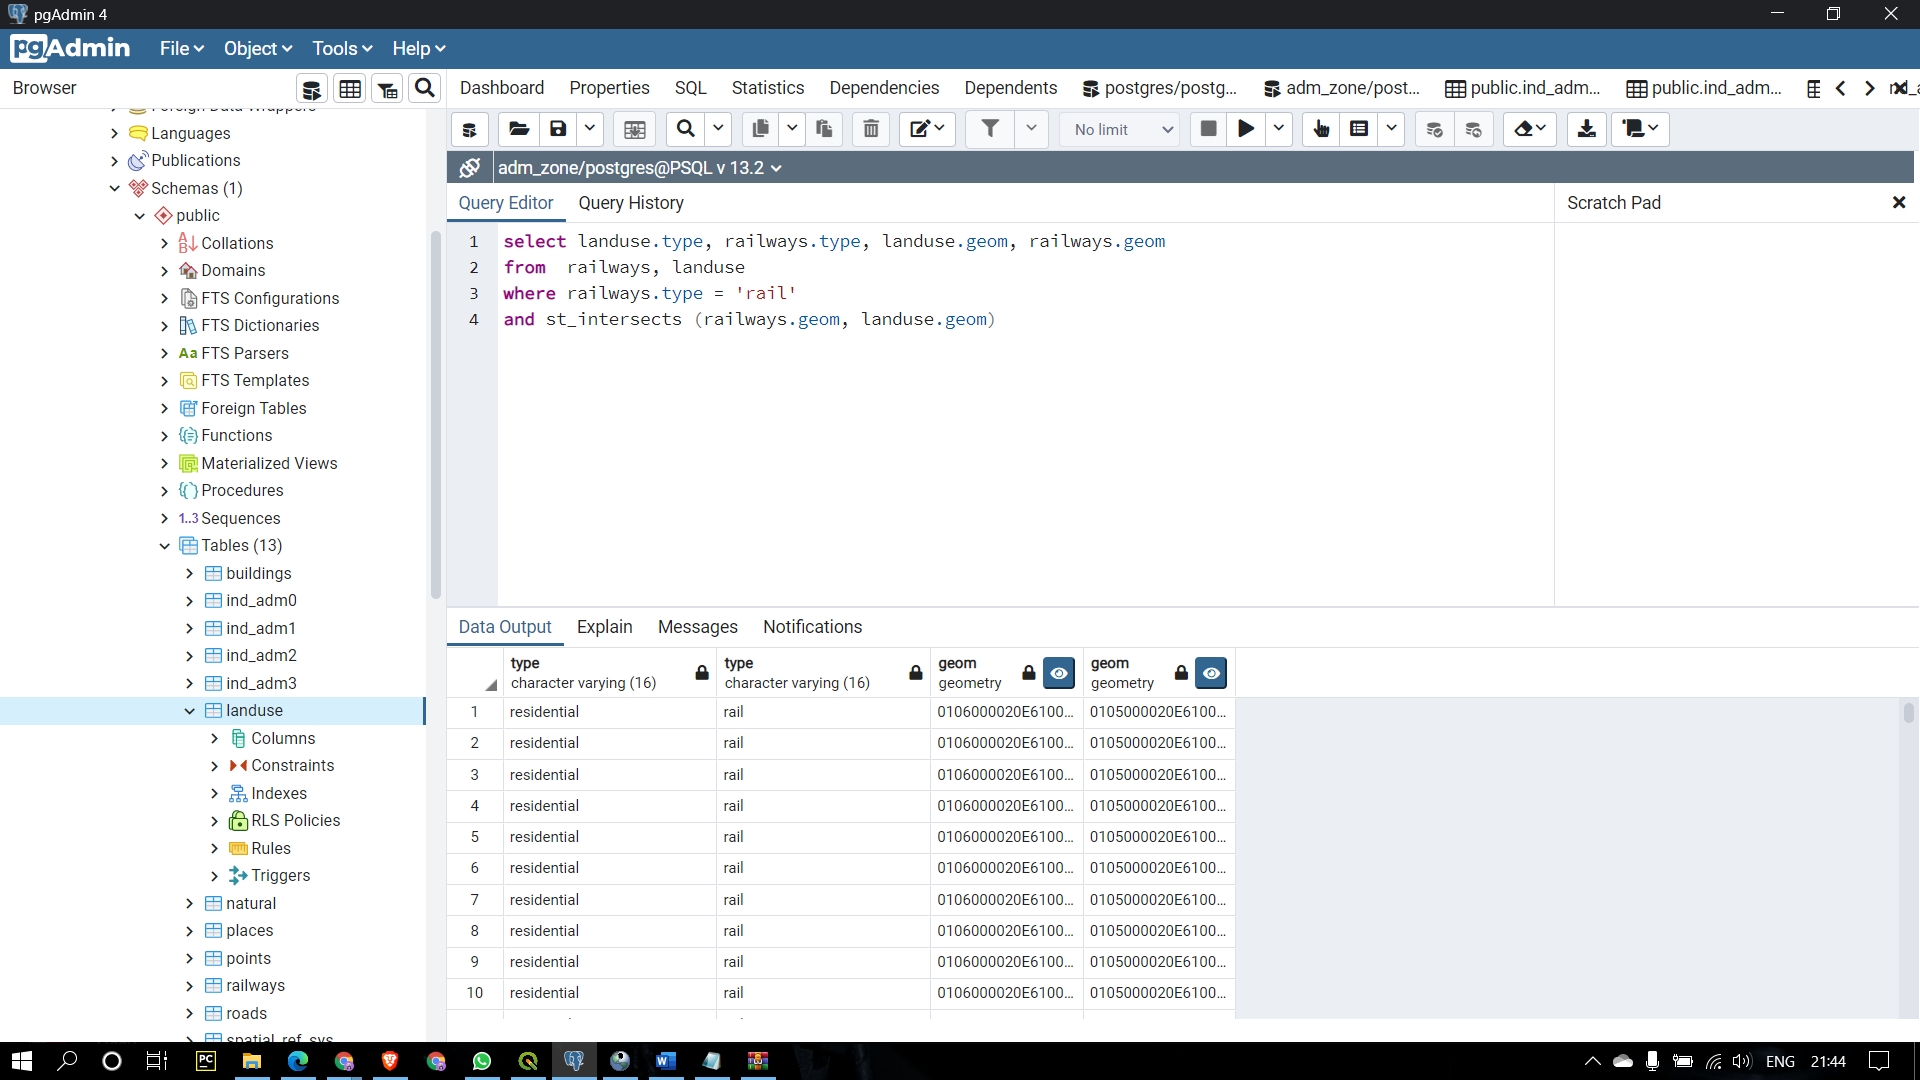 pgAdmin 4
pgAdmin File Object Tools Help
Browser
Dashboard Properties SQL Statistics Dependencies Dependents postgres/postg... adm_zone/post... public.ind_adm... public.ind_adm...
Foreign Data Wrappers
Languages
Publications
Schemas (1)
public
Collations
Domains
FTS Configurations
FTS Dictionaries
Aa FTS Parsers
FTS Templates
Foreign Tables
Functions
Materialized Views
Procedures
1..3 Sequences
Tables (13)
buildings
ind_adm0
ind_adm1
ind_adm2
ind_adm3
landuse
Columns
Constraints
Indexes
RLS Policies
Rules
Triggers
natural
places
points
railways
roads
spatial_ref_sys
No limit
adm_zone/postgres@PSQL v 13.2
Query Editor Query History
Scratch Pad
1 select landuse.type, railways.type, landuse.geom, railways.geom
2 from  railways, landuse
3 where railways.type = 'rail'
4 and st_intersects (railways.geom, landuse.geom)
Data Output Explain Messages Notifications
type type geom geom
character varying (16) character varying (16) geometry geometry
1 residential rail 0106000020E6100... 0105000020E6100...
2 residential rail 0106000020E6100... 0105000020E6100...
3 residential rail 0106000020E6100... 0105000020E6100...
4 residential rail 0106000020E6100... 0105000020E6100...
5 residential rail 0106000020E6100... 0105000020E6100...
6 residential rail 0106000020E6100... 0105000020E6100...
7 residential rail 0106000020E6100... 0105000020E6100...
8 residential rail 0106000020E6100... 0105000020E6100...
9 residential rail 0106000020E6100... 0105000020E6100...
10 residential rail 0106000020E6100... 0105000020E6100...
PC
ENG 21:44